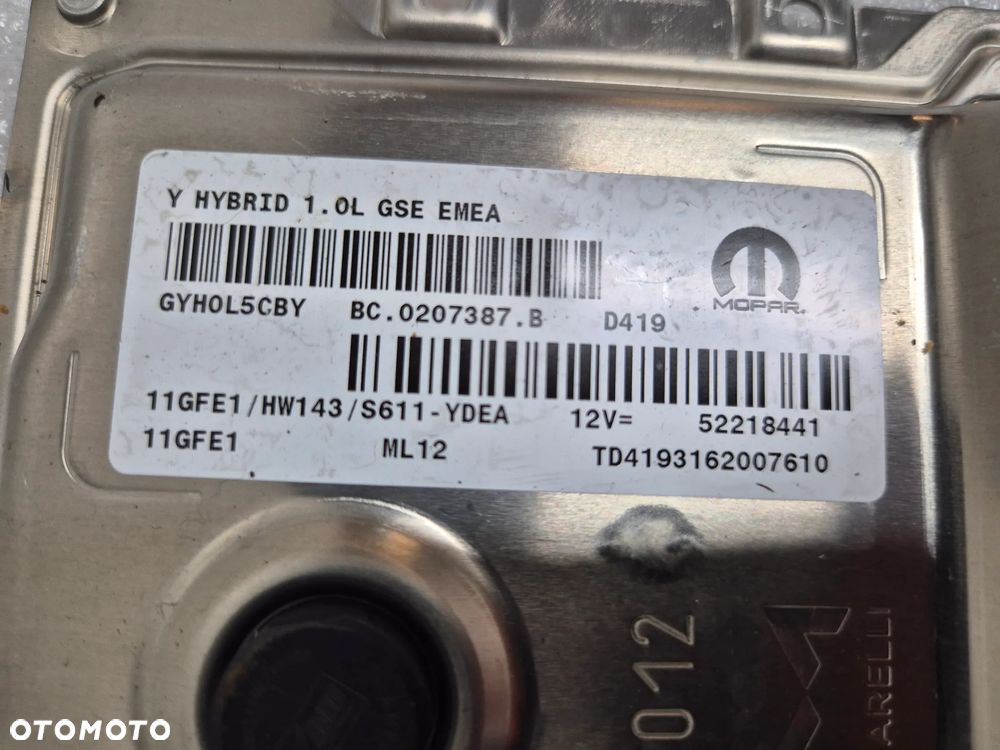 Y HYBRID 1.0L GSE EMEA
MOPAR.
GYH0L5CBY BC.0207387.B D419
11GFE1/HW143/S611-YDEA 12V= 52218441
11GFE1 ML12 TD4193162007610
012
ARELLI
OTOMOTO